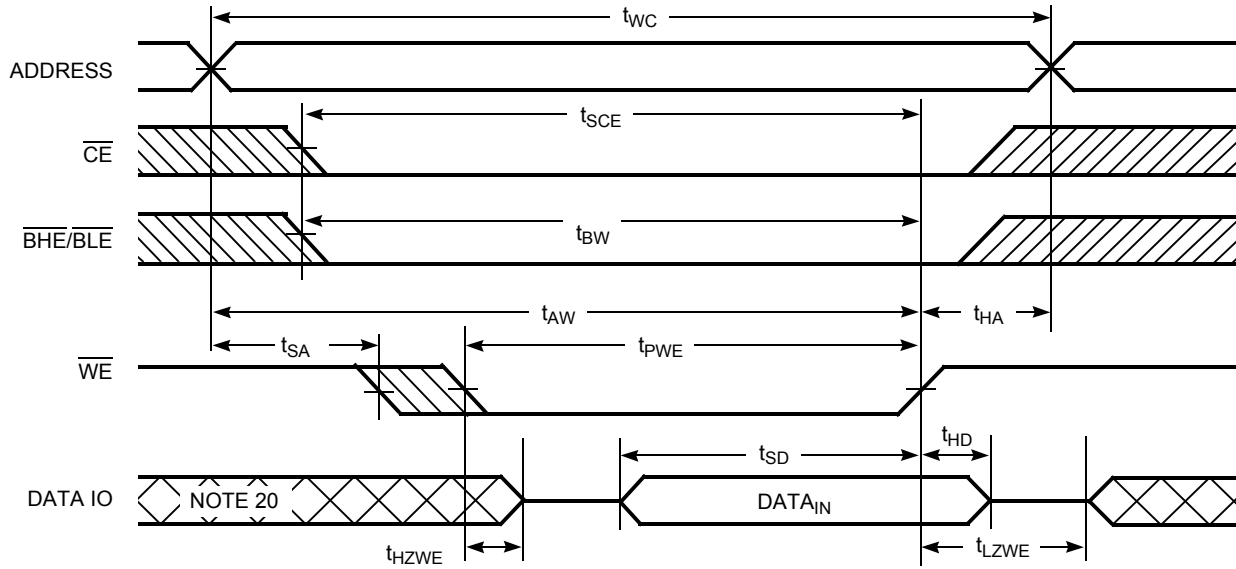 tWC
ADDRESS
tSCE
CE
BHE/BLE
tBW
tAW
tHA
tSA
tPWE
WE
tSD
tHD
DATA IO
NOTE 20
DATAIN
tHZWE
tLZWE